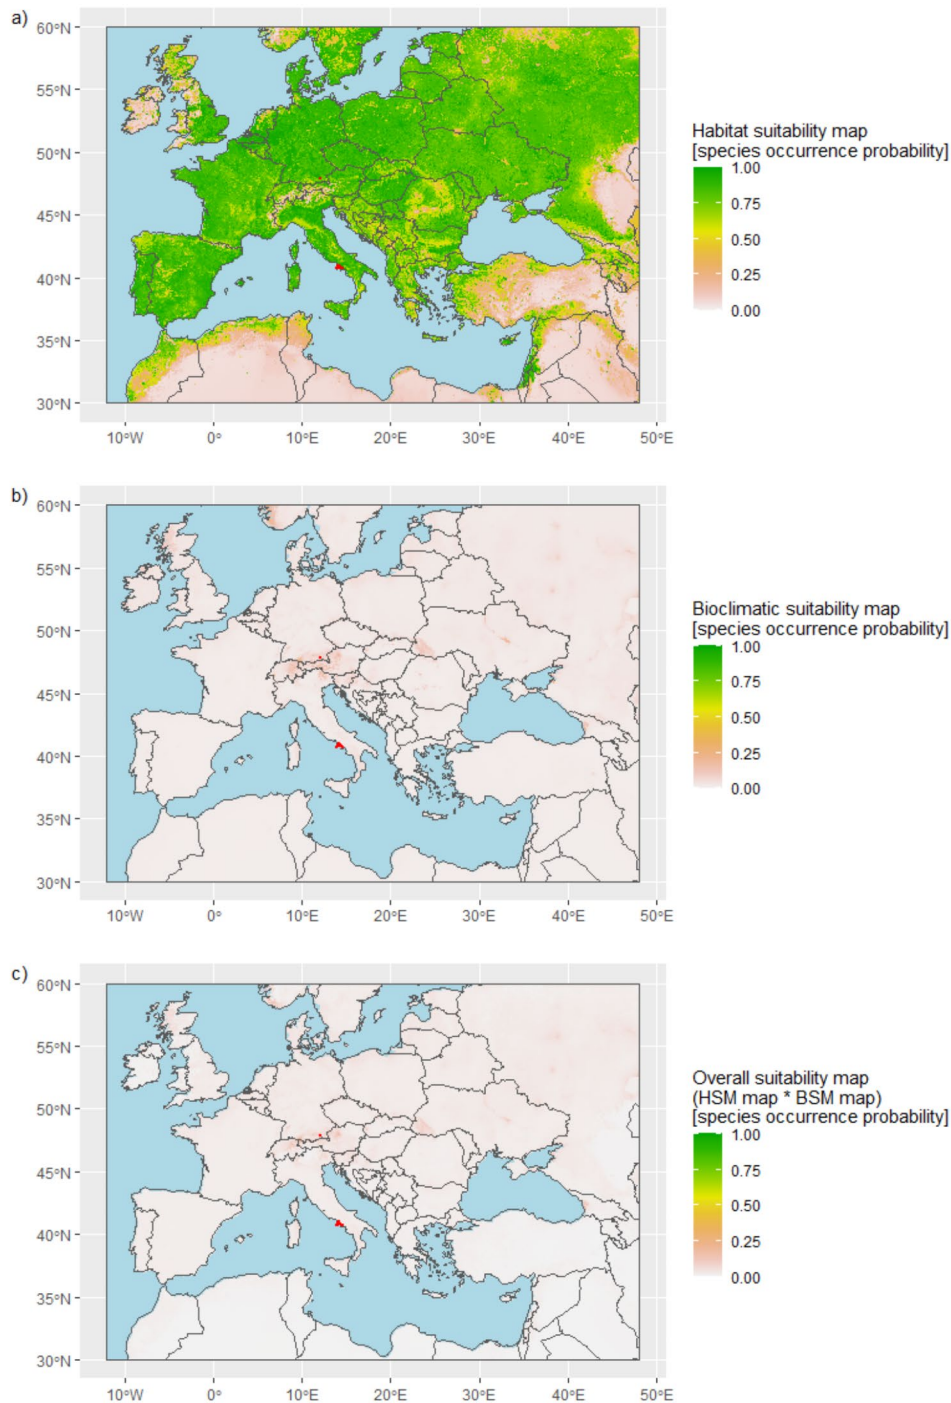 a)
60°N
55°N
50°N
45°N
40°N
35°N
30°N
10°W 0° 10°E 20°E 30°E 40°E 50°E
Habitat suitability map
[species occurrence probability]
1.00
0.75
0.50
0.25
0.00
b)
60°N
55°N
50°N
45°N
40°N
35°N
30°N
10°W 0° 10°E 20°E 30°E 40°E 50°E
Bioclimatic suitability map
[species occurrence probability]
1.00
0.75
0.50
0.25
0.00
c)
60°N
55°N
50°N
45°N
40°N
35°N
30°N
10°W 0° 10°E 20°E 30°E 40°E 50°E
Overall suitability map
(HSM map * BSM map)
[species occurrence probability]
1.00
0.75
0.50
0.25
0.00